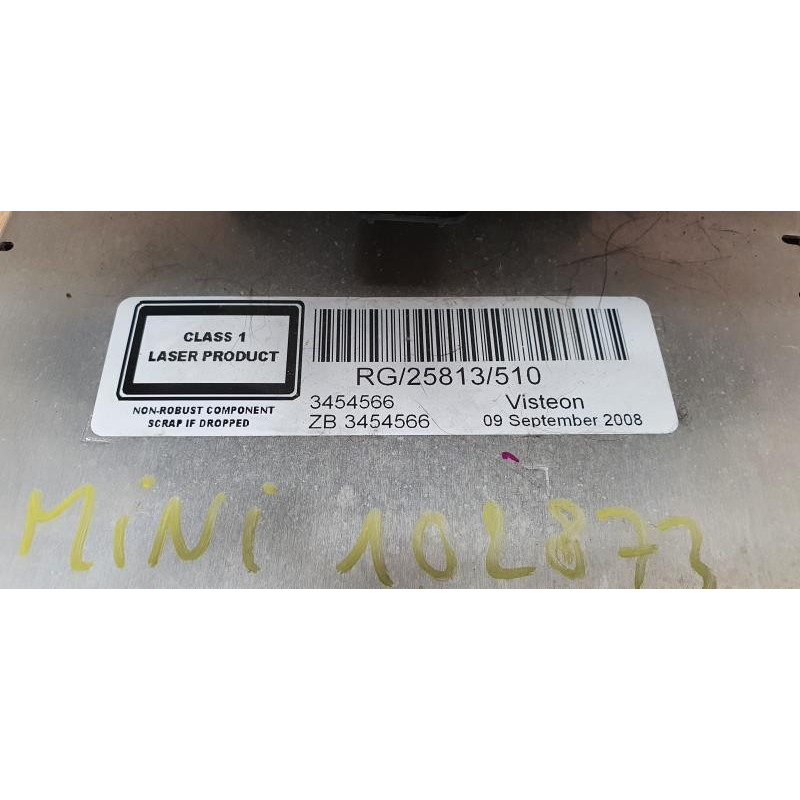 CLASS 1
LASER PRODUCT
NON-ROBUST COMPONENT
SCRAP IF DROPPED
RG/25813/510
3454566
ZB 3454566
Visteon
09 September 2008
MiNi 102873